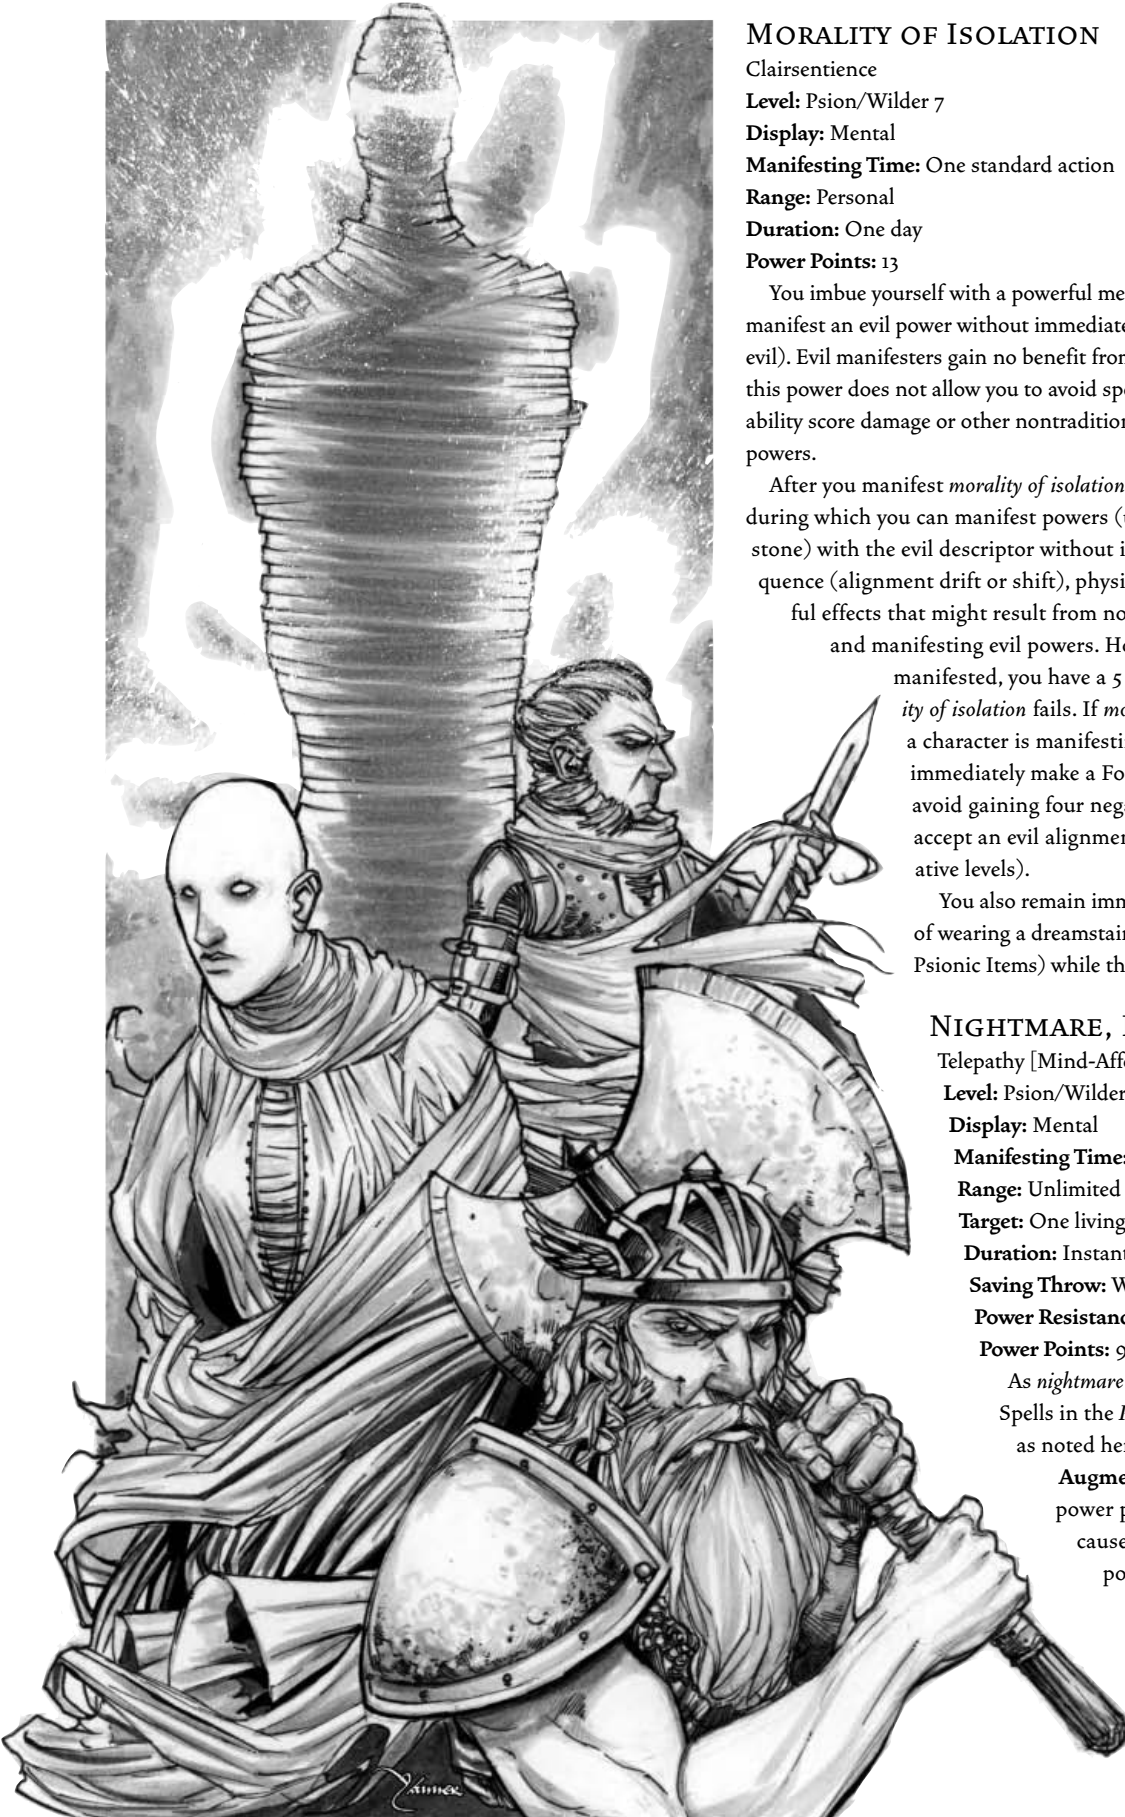 Morality of Isolation
Clairsentience
Level: Psion/Wilder 7
Display: Mental
Manifesting Time: One standard action
Range: Personal
Duration: One day
Power Points: 13
You imbue yourself with a powerful me
manifest an evil power without immediate
evil). Evil manifesters gain no benefit from
this power does not allow you to avoid spe
ability score damage or other nontradition
powers.
After you manifest morality of isolation
during which you can manifest powers (
stone) with the evil descriptor without i
quence (alignment drift or shift), physi
ful effects that might result from no
and manifesting evil powers. Ho
manifested, you have a 5
ity of isolation fails. If mo
a character is manifesti
immediately make a Fo
avoid gaining four nega
accept an evil alignmen
ative levels).
You also remain imm
of wearing a dreamstai
Psionic Items) while th
Nightmare,
Telepathy [Mind-Affe
Level: Psion/Wilder
Display: Mental
Manifesting Time:
Range: Unlimited
Target: One living
Duration: Instant
Saving Throw: W
Power Resistanc
Power Points: 9
As nightmare
Spells in the
as noted her
Augme
power p
cause
po